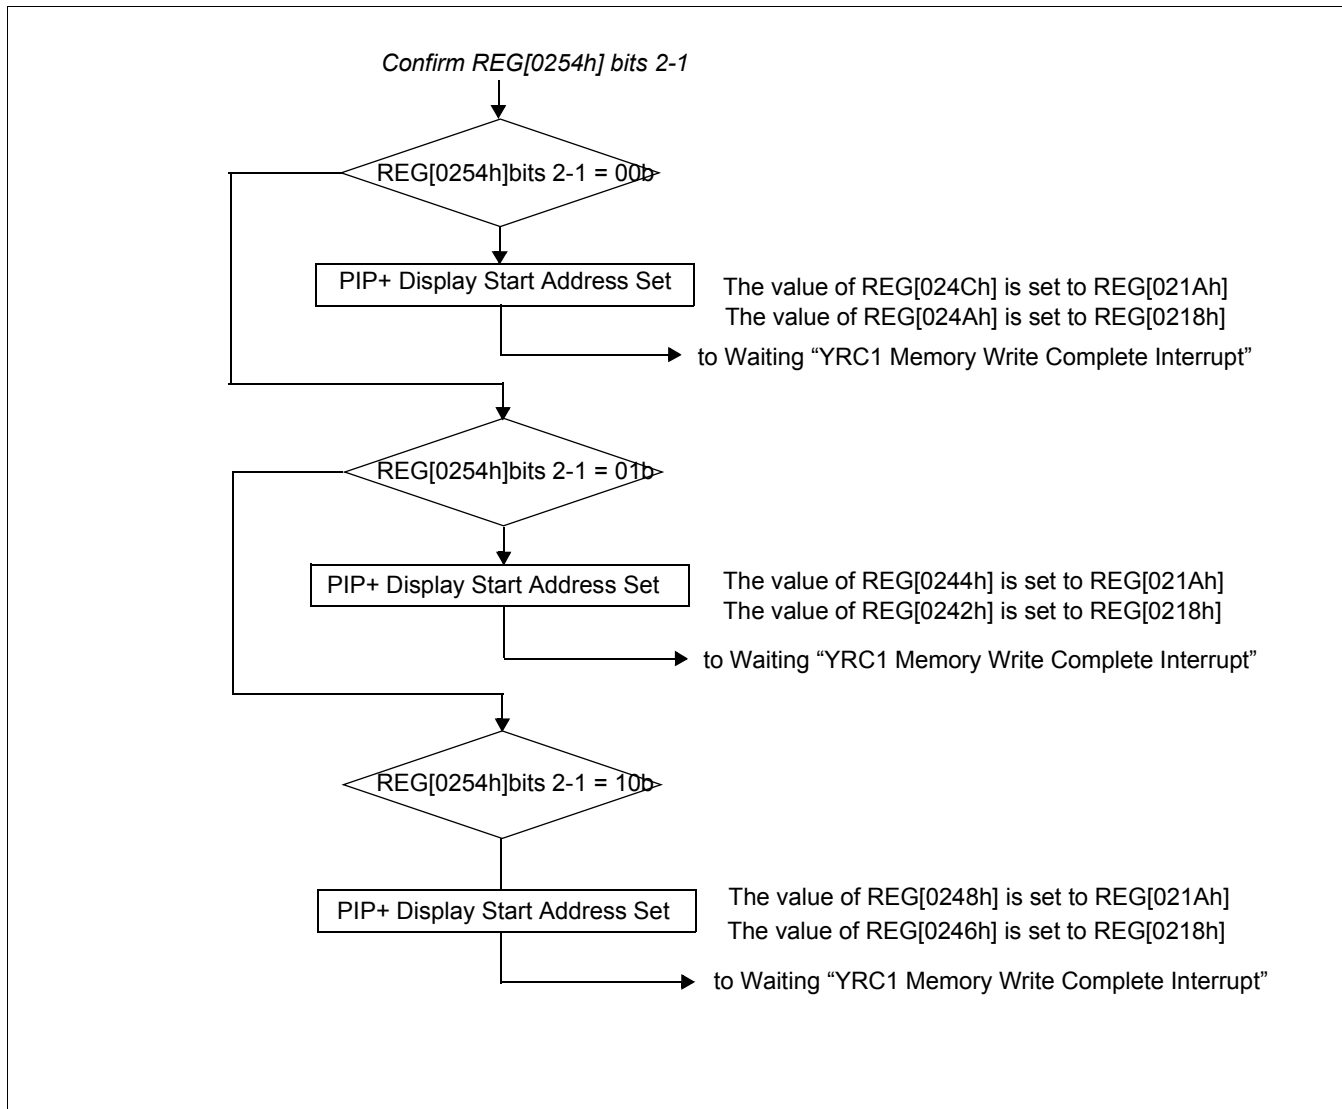 Confirm REG[0254h] bits 2-1
REG[0254h]bits 2-1 = 00b
PIP+ Display Start Address Set
The value of REG[024Ch] is set to REG[021Ah]
The value of REG[024Ah] is set to REG[0218h]
to Waiting “YRC1 Memory Write Complete Interrupt”
REG[0254h]bits 2-1 = 01b
PIP+ Display Start Address Set
The value of REG[0244h] is set to REG[021Ah]
The value of REG[0242h] is set to REG[0218h]
to Waiting “YRC1 Memory Write Complete Interrupt”
REG[0254h]bits 2-1 = 10b
PIP+ Display Start Address Set
The value of REG[0248h] is set to REG[021Ah]
The value of REG[0246h] is set to REG[0218h]
to Waiting “YRC1 Memory Write Complete Interrupt”